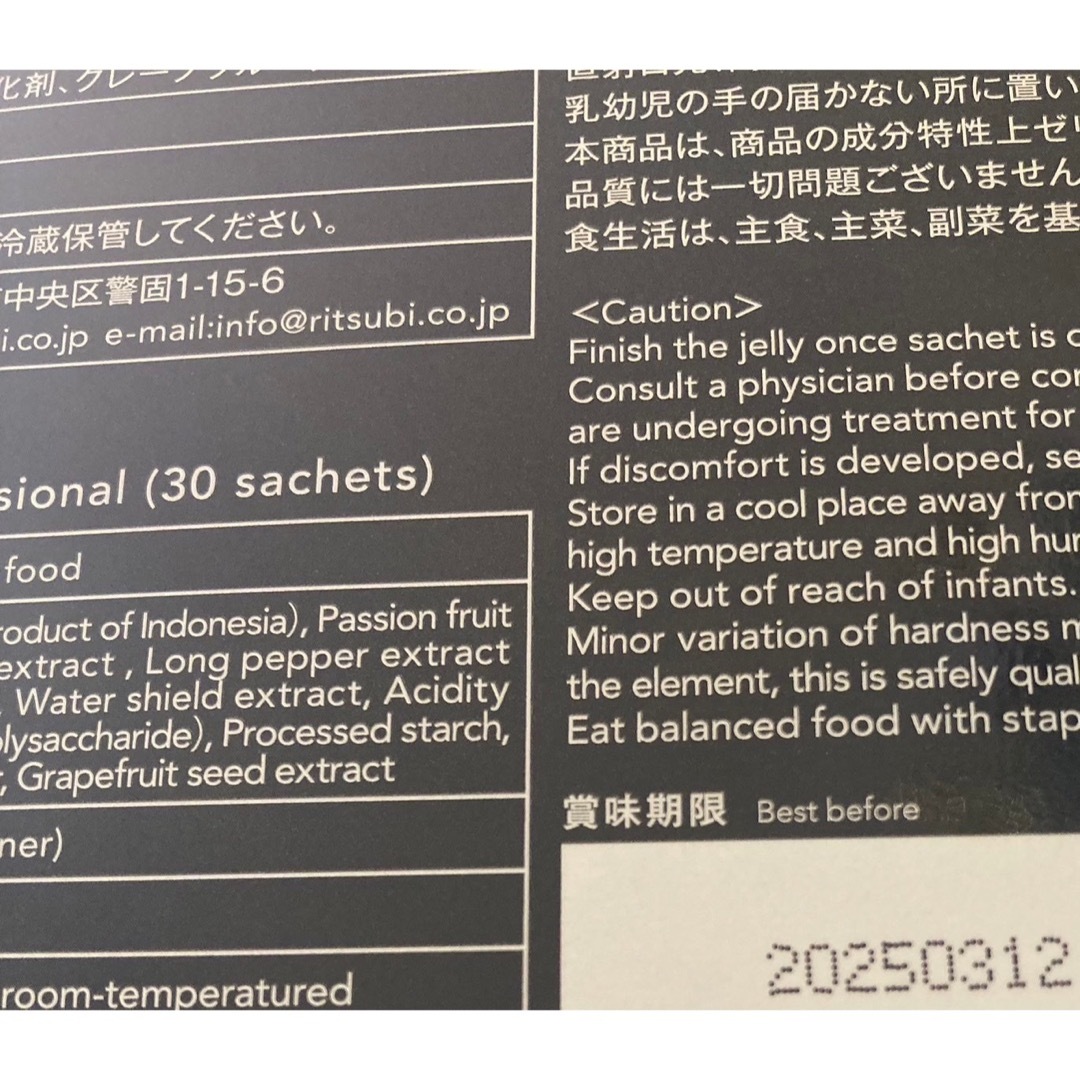 化剤、グレープフルー
冷蔵保管してください。
中央区警固1-15-6
i.co.jp e-mail:info@ritsubi.co.jp
sional (30 sachets)
food
roduct of Indonesia), Passion fruit
extract , Long pepper extract
, Water shield extract, Acidity
olysaccharide), Processed starch,
, Grapefruit seed extract
ner)
room-temperatured
乳幼児の手の届かない所に置い
本商品は、商品の成分特性上ゼリ
品質には一切問題ございません
食生活は、主食、主菜、副菜を基
<Caution>
Finish the jelly once sachet is
Consult a physician before con
are undergoing treatment for
If discomfort is developed, se
Store in a cool place away from
high temperature and high hum
Keep out of reach of infants.
Minor variation of hardness m
the element, this is safely qual
Eat balanced food with stap
賞味期限 Best before
20250312